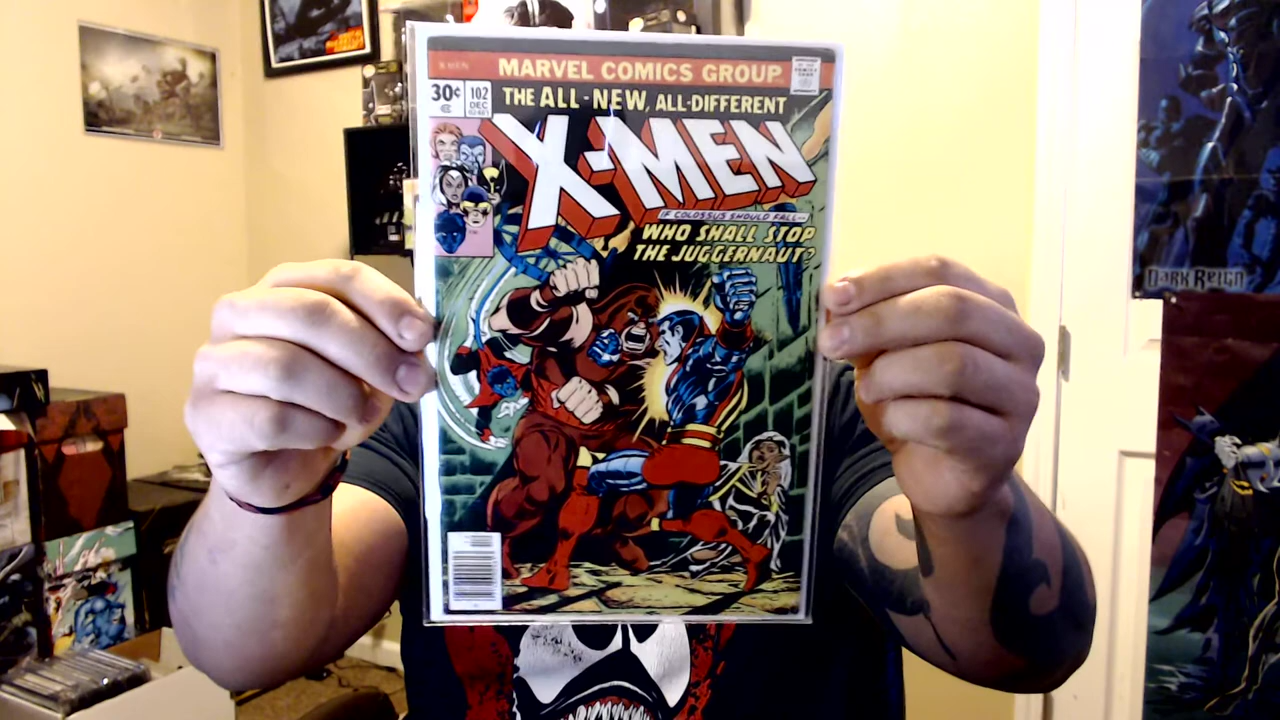 X-MEN
MARVEL COMICS GROUP
30¢
102
DEC
THE ALL-NEW, ALL-DIFFERENT
X-MEN
IF COLOSSUS SHOULD FALL--
WHO SHALL STOP
THE JUGGERNAUT?
DARK REIGN